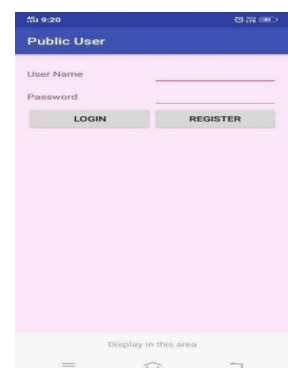 9:20
Public User
User Name
Password
LOGIN REGISTER
Display in this area